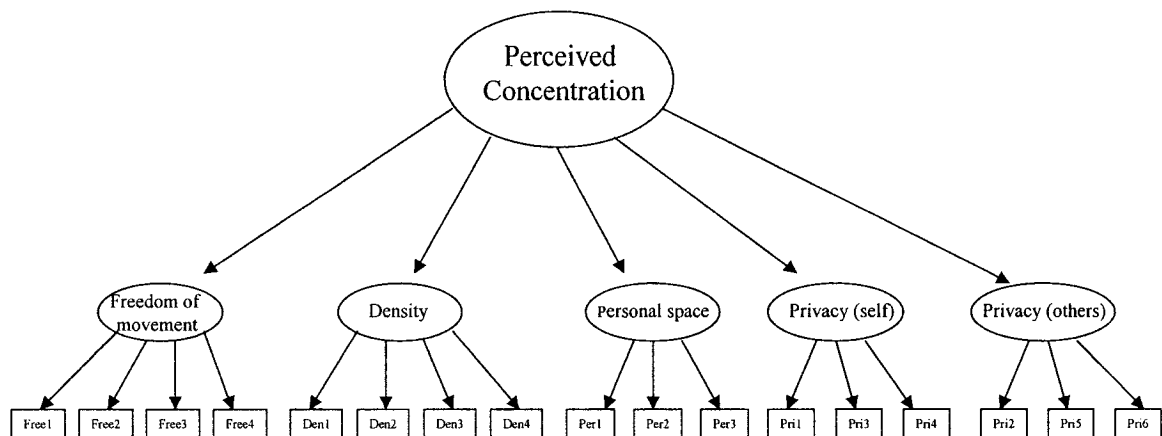 Perceived
Concentration
Freedom of
movement
Density
Personal space
Privacy (self)
Privacy (others)
Free1
Free2
Free3
Free4
Den1
Den2
Den3
Den4
Per1
Per2
Per3
Pri1
Pri3
Pri4
Pri2
Pri5
Pri6